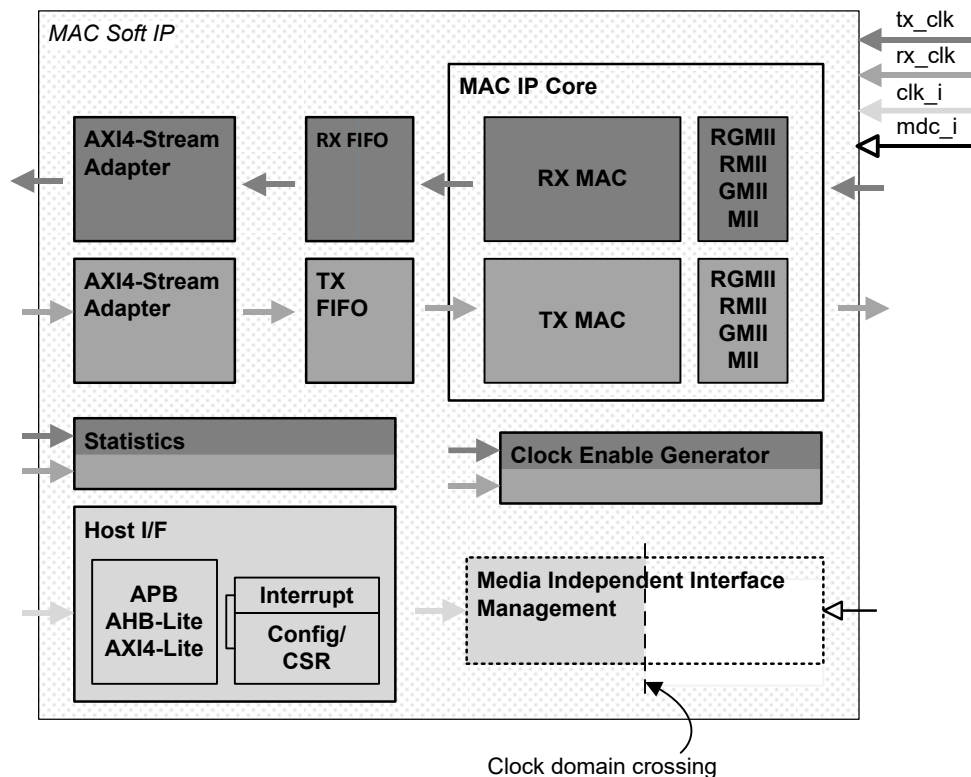 MAC Soft IP
tx_clk
rx_clk
clk_i
mdc_i
MAC IP Core
AXI4-Stream
Adapter
RX FIFO
RX MAC
RGMII
RMII
GMII
MII
AXI4-Stream
Adapter
TX
FIFO
TX MAC
RGMII
RMII
GMII
MII
Statistics
Clock Enable Generator
Host I/F
APB
AHB-Lite
AXI4-Lite
Interrupt
Config/
CSR
Media Independent Interface
Management
Clock domain crossing